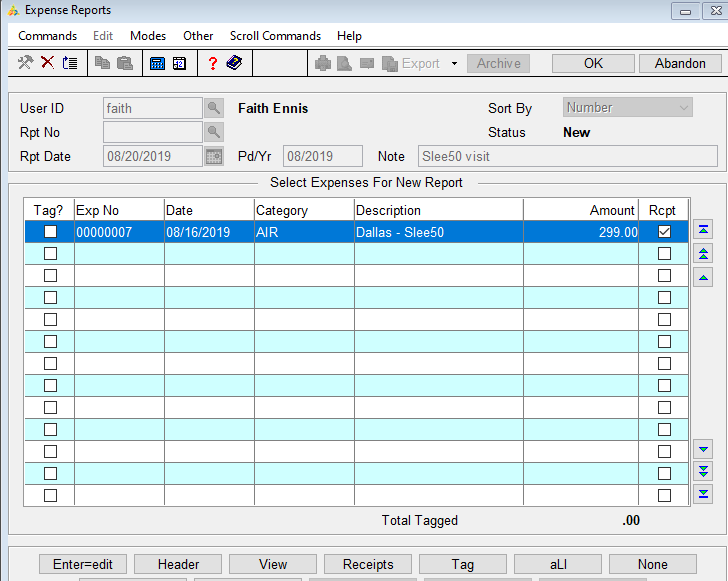 Expense Reports
Commands Edit Modes Other Scroll Commands Help
Export Archive OK Abandon
User ID faith Faith Ennis Sort By Number
Rpt No Status New
Rpt Date 08/20/2019 Pd/Yr 08/2019 Note Slee50 visit
Select Expenses For New Report
Tag? Exp No Date Category Description Amount Rcpt
00000007 08/16/2019 AIR Dallas - Slee50 299.00
Total Tagged .00
Enter=edit Header View Receipts Tag aLl None